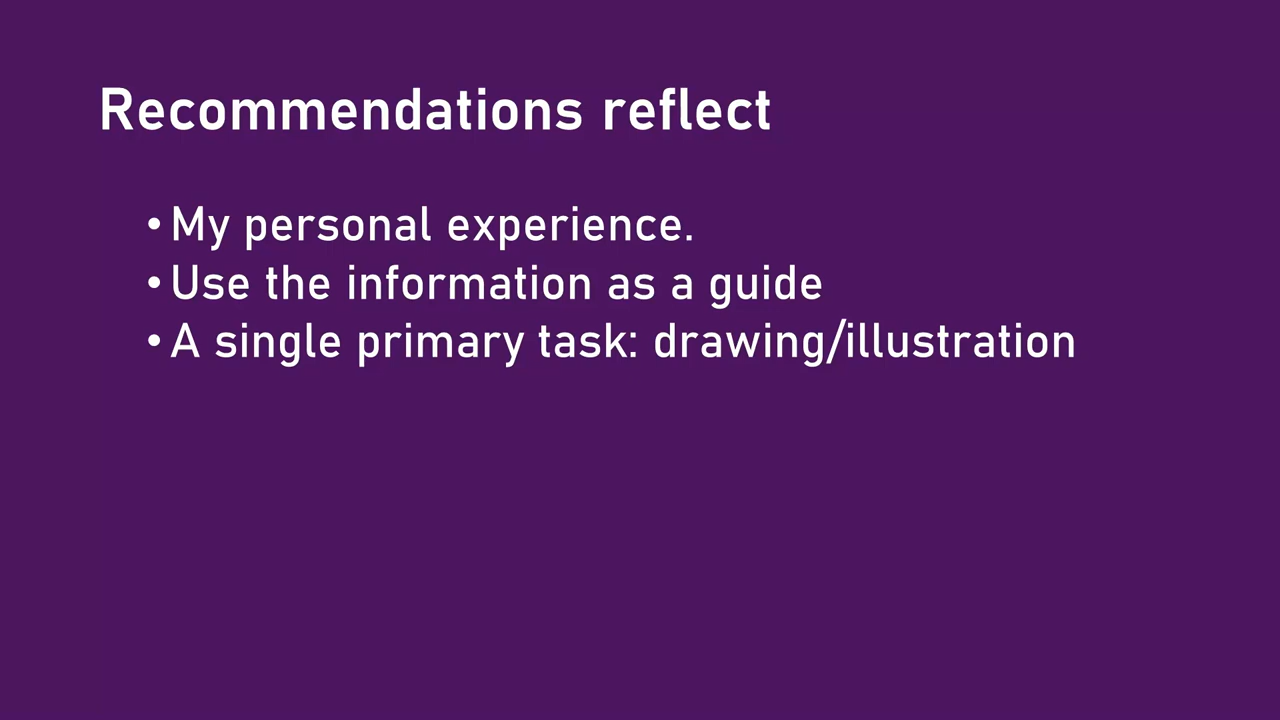 Recommendations reflect
• My personal experience.
• Use the information as a guide
• A single primary task: drawing/illustration